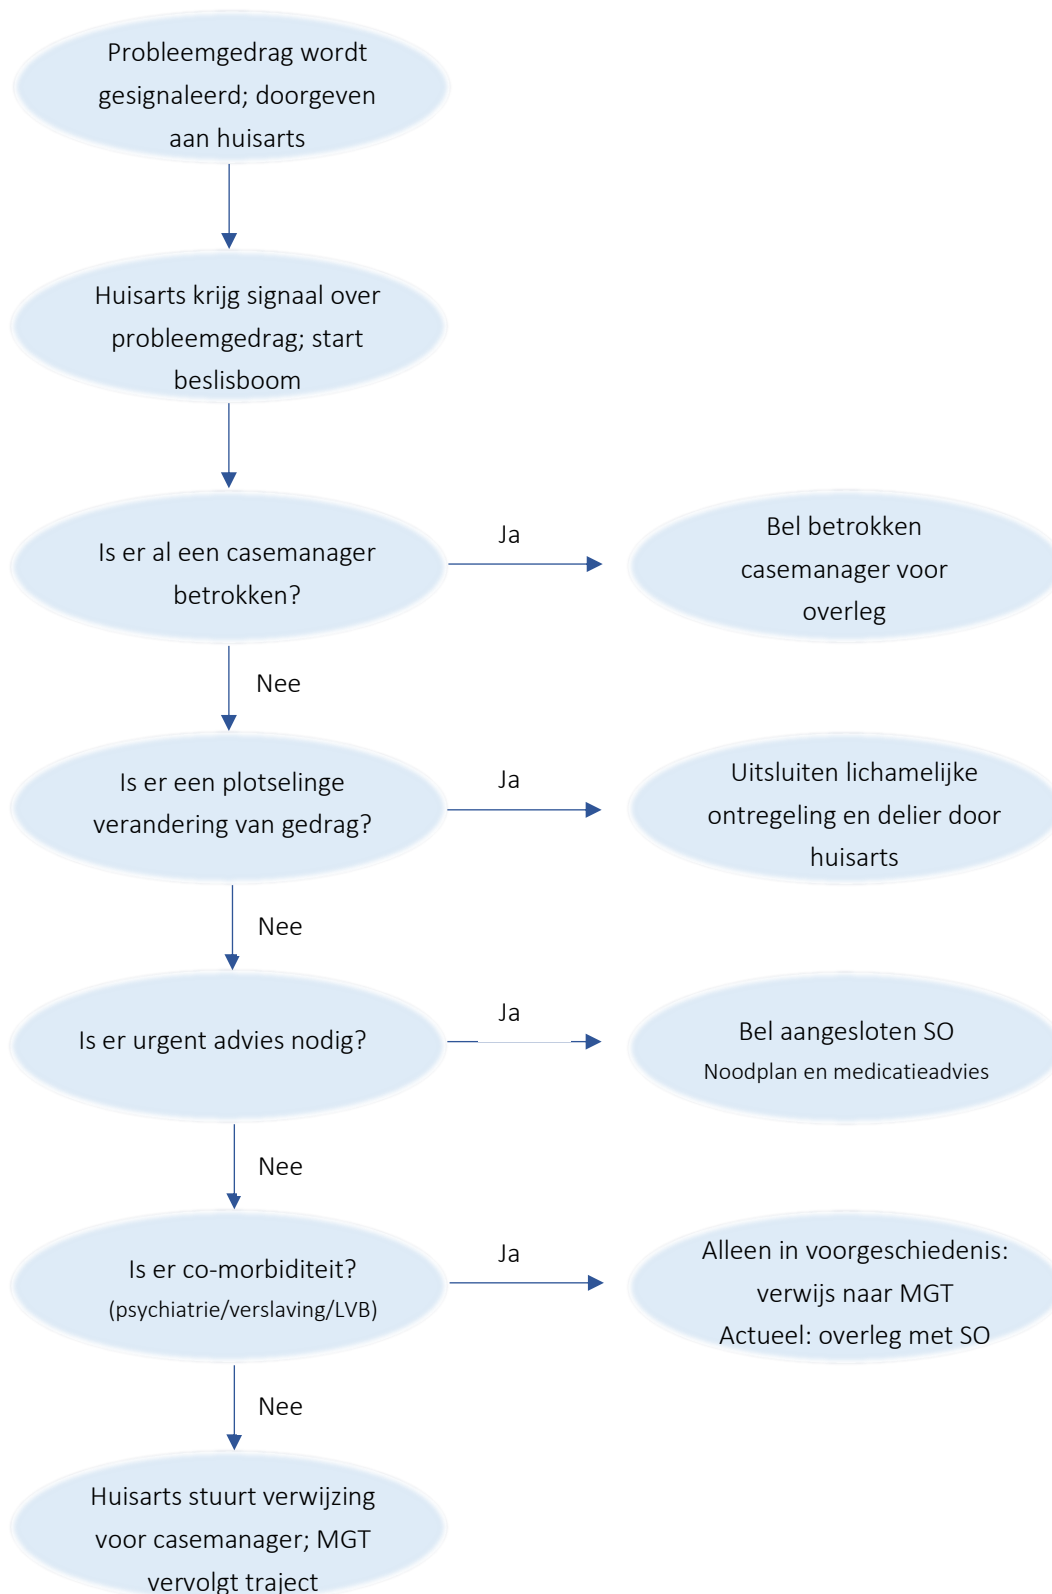 Probleemgedrag wordt
gesignaleerd; doorgeven
aan huisarts
Huisarts krijg signaal over
probleemgedrag; start
beslisboom
Is er al een casemanager
betrokken?
Ja
Bel betrokken
casemanager voor
overleg
Nee
Is er een plotselinge
verandering van gedrag?
Ja
Uitsluiten lichamelijke
ontregeling en delier door
huisarts
Nee
Is er urgent advies nodig?
Ja
Bel aangesloten SO
Noodplan en medicatieadvies
Nee
Is er co-morbiditeit?
(psychiatrie/verslaving/LVB)
Ja
Alleen in voorgeschiedenis:
verwijs naar MGT
Actueel: overleg met SO
Nee
Huisarts stuurt verwijzing
voor casemanager; MGT
vervolgt traject